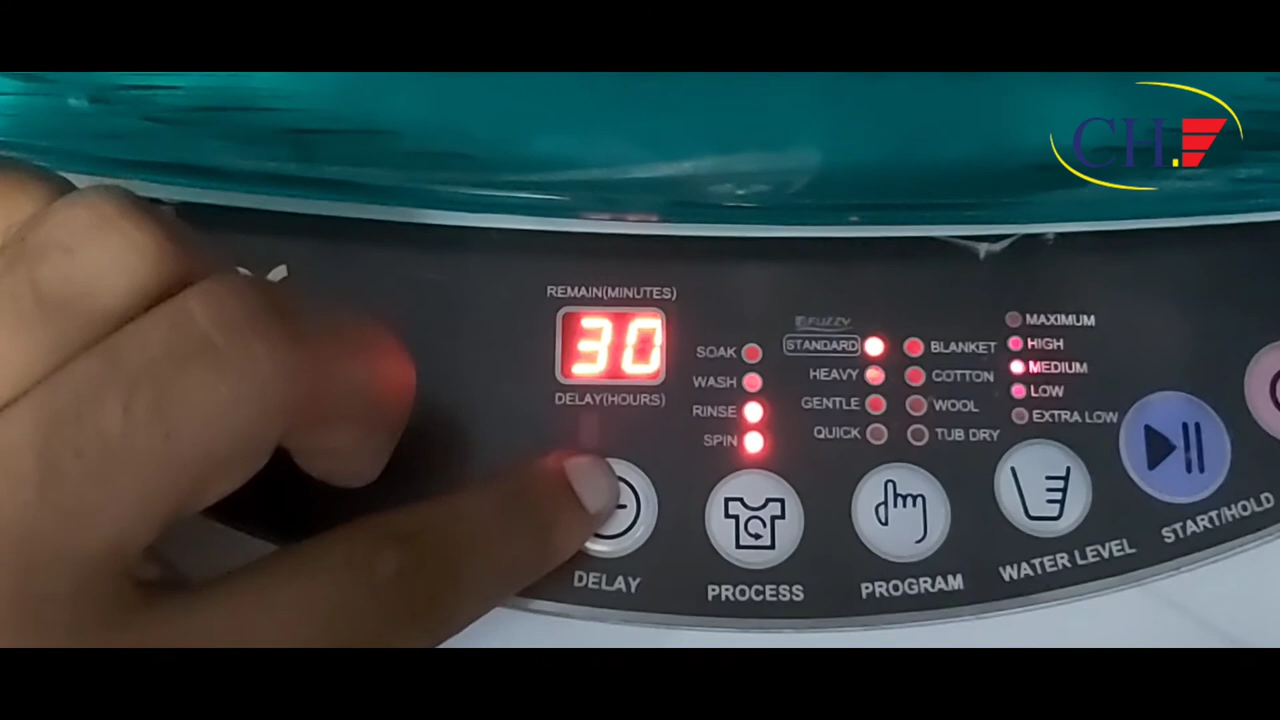 CH.
REMAIN(MINUTES)
30
DELAY(HOURS)
SOAK
WASH
RINSE
SPIN
FUZZY
STANDARD
HEAVY
GENTLE
QUICK
BLANKET
COTTON
WOOL
TUB DRY
MAXIMUM
HIGH
MEDIUM
LOW
EXTRA LOW
DELAY
PROCESS
PROGRAM
WATER LEVEL
START/HOLD